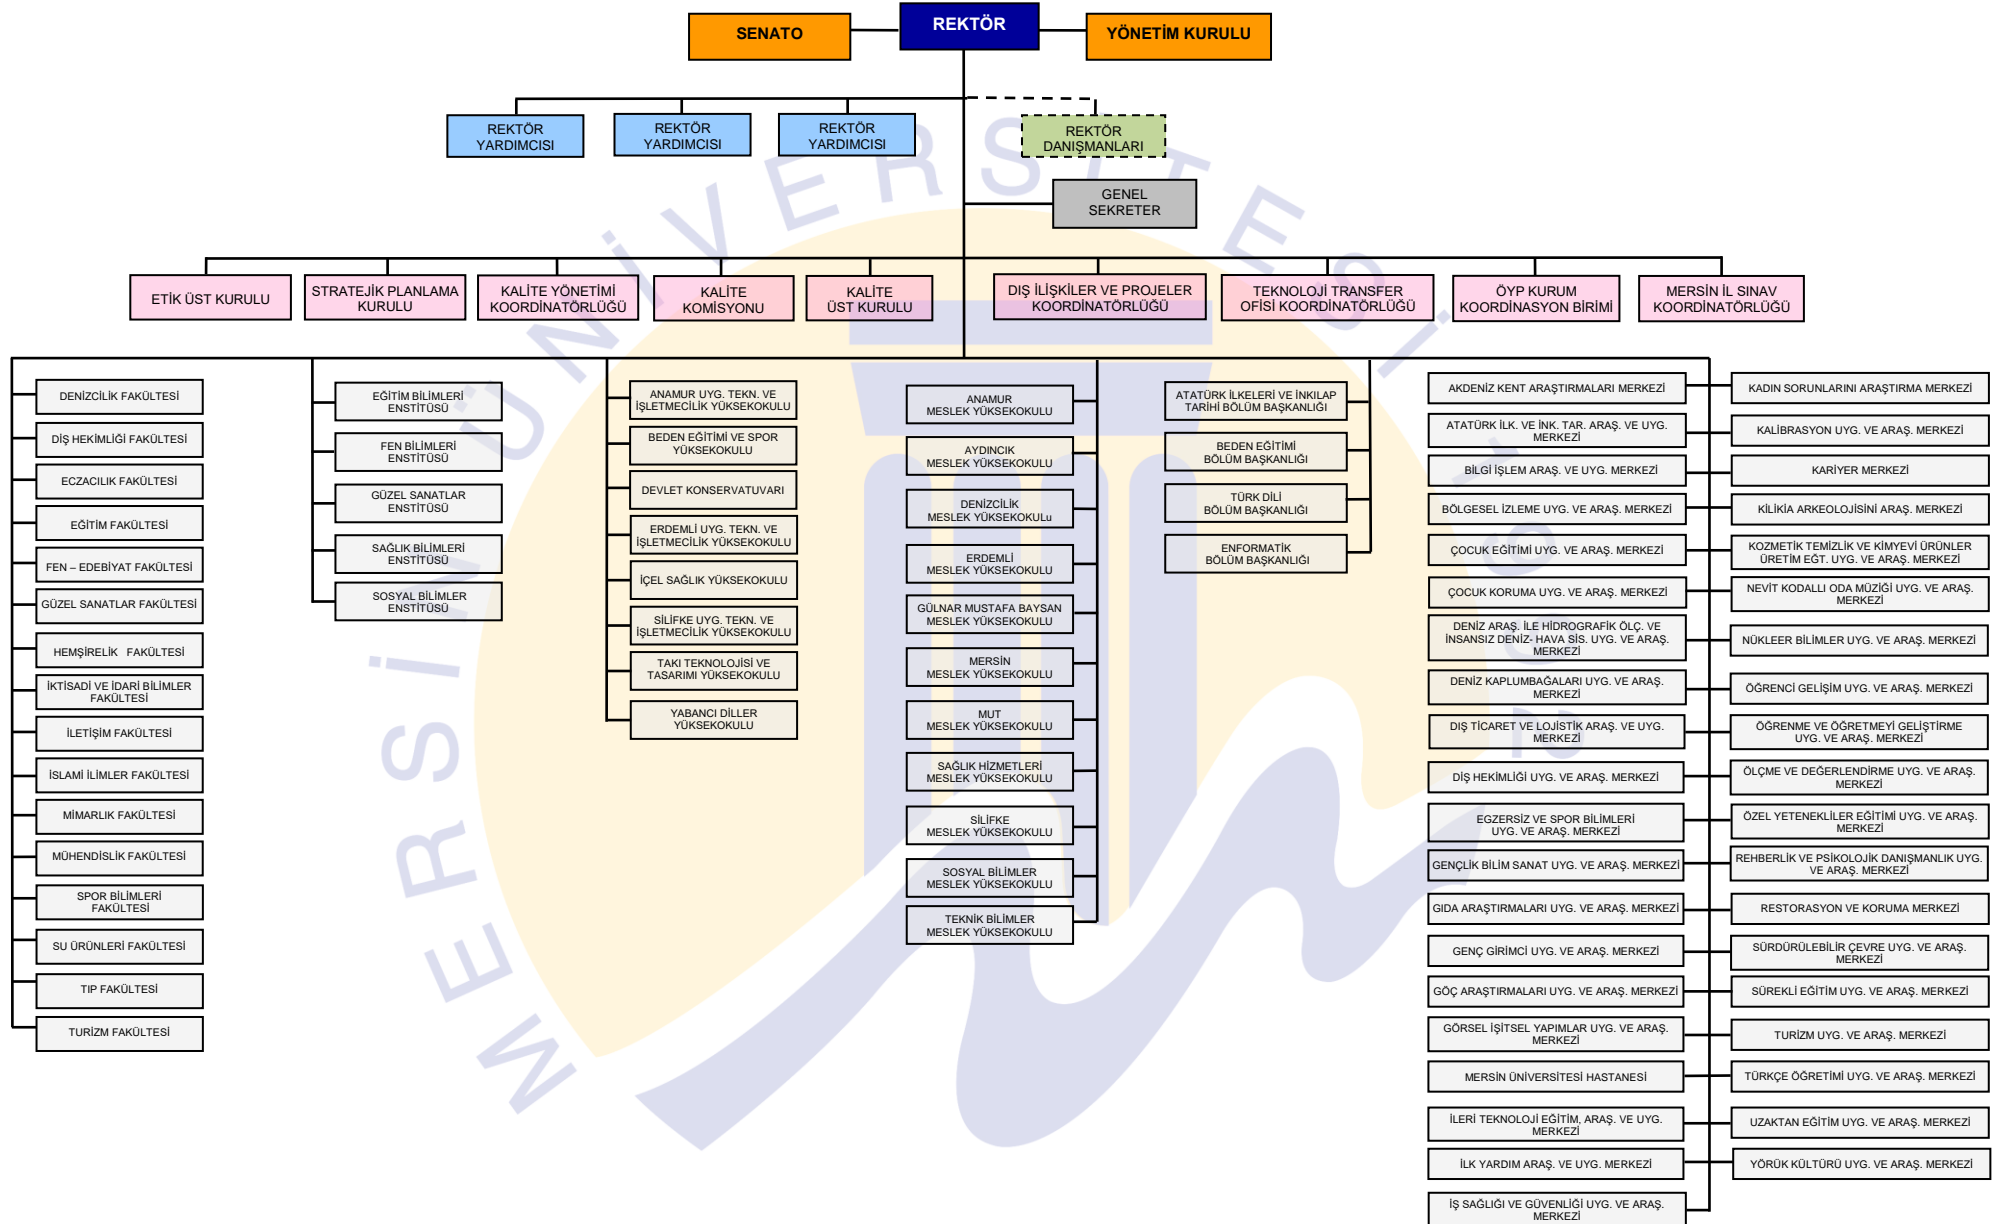 SENATO
REKTÖR
YÖNETİM KURULU
REKTÖR
YARDIMCISI
REKTÖR
YARDIMCISI
REKTÖR
YARDIMCISI
REKTÖR
DANIŞMANLARI
GENEL
SEKRETER
ETİK ÜST KURULU
STRATEJİK PLANLAMA
KURULU
KALİTE YÖNETİMİ
KOORDİNATÖRLÜĞÜ
KALİTE
KOMİSYONU
KALİTE
ÜST KURULU
DIŞ İLİŞKİLER VE PROJELER
KOORDİNATÖRLÜĞÜ
TEKNOLOJİ TRANSFER
OFİSİ KOORDİNATÖRLÜĞÜ
ÖYP KURUM
KOORDİNASYON BİRİMİ
MERSİN İL SINAV
KOORDİNATÖRLÜĞÜ
DENİZCİLİK FAKÜLTESİ
DİŞ HEKİMLİĞİ FAKÜLTESİ
ECZACILIK FAKÜLTESİ
EĞİTİM FAKÜLTESİ
FEN – EDEBİYAT FAKÜLTESİ
GÜZEL SANATLAR FAKÜLTESİ
HEMŞİRELİK FAKÜLTESİ
İKTİSADİ VE İDARİ BİLİMLER
FAKÜLTESİ
İLETİŞİM FAKÜLTESİ
İSLAMİ İLİMLER FAKÜLTESİ
MİMARLIK FAKÜLTESİ
MÜHENDİSLİK FAKÜLTESİ
SPOR BİLİMLERİ
FAKÜLTESİ
SU ÜRÜNLERİ FAKÜLTESİ
TIP FAKÜLTESİ
TURİZM FAKÜLTESİ
EĞİTİM BİLİMLERİ
ENSTİTÜSÜ
FEN BİLİMLERİ
ENSTİTÜSÜ
GÜZEL SANATLAR
ENSTİTÜSÜ
SAĞLIK BİLİMLERİ
ENSTİTÜSÜ
SOSYAL BİLİMLER
ENSTİTÜSÜ
ANAMUR UYG. TEKN. VE
İŞLETMECİLİK YÜKSEKOKULU
BEDEN EĞİTİMİ VE SPOR
YÜKSEKOKULU
DEVLET KONSERVATUVARI
ERDEMLİ UYG. TEKN. VE
İŞLETMECİLİK YÜKSEKOKULU
İÇEL SAĞLIK YÜKSEKOKULU
SİLİFKE UYG. TEKN. VE
İŞLETMECİLİK YÜKSEKOKULU
TAKI TEKNOLOJİSİ VE
TASARIMI YÜKSEKOKULU
YABANCI DİLLER
YÜKSEKOKULU
ANAMUR
MESLEK YÜKSEKOKULU
AYDINCIK
MESLEK YÜKSEKOKULU
DENİZCİLİK
MESLEK YÜKSEKOKULu
ERDEMLİ
MESLEK YÜKSEKOKULU
GÜLNAR MUSTAFA BAYSAN
MESLEK YÜKSEKOKULU
MERSİN
MESLEK YÜKSEKOKULU
MUT
MESLEK YÜKSEKOKULU
SAĞLIK HİZMETLERİ
MESLEK YÜKSEKOKULU
SİLİFKE
MESLEK YÜKSEKOKULU
SOSYAL BİLİMLER
MESLEK YÜKSEKOKULU
TEKNİK BİLİMLER
MESLEK YÜKSEKOKULU
ATATÜRK İLKELERİ VE İNKILAP
TARİHİ BÖLÜM BAŞKANLIĞI
BEDEN EĞİTİMİ
BÖLÜM BAŞKANLIĞI
TÜRK DİLİ
BÖLÜM BAŞKANLIĞI
ENFORMATİK
BÖLÜM BAŞKANLIĞI
AKDENİZ KENT ARAŞTIRMALARI MERKEZİ
ATATÜRK İLK. VE İNK. TAR. ARAŞ. VE UYG.
MERKEZİ
BİLGİ İŞLEM ARAŞ. VE UYG. MERKEZİ
BÖLGESEL İZLEME UYG. VE ARAŞ. MERKEZİ
ÇOCUK EĞİTİMİ UYG. VE ARAŞ. MERKEZİ
ÇOCUK KORUMA UYG. VE ARAŞ. MERKEZİ
DENİZ ARAŞ. İLE HİDROGRAFİK ÖLÇ. VE
İNSANSIZ DENİZ- HAVA SİS. UYG. VE ARAŞ.
MERKEZİ
DENİZ KAPLUMBAĞALARI UYG. VE ARAŞ.
MERKEZİ
DIŞ TİCARET VE LOJİSTİK ARAŞ. VE UYG.
MERKEZİ
DİŞ HEKİMLİĞİ UYG. VE ARAŞ. MERKEZİ
EGZERSİZ VE SPOR BİLİMLERİ
UYG. VE ARAŞ. MERKEZİ
GENÇLİK BİLİM SANAT UYG. VE ARAŞ. MERKEZİ
GIDA ARAŞTIRMALARI UYG. VE ARAŞ. MERKEZİ
GENÇ GİRİMCİ UYG. VE ARAŞ. MERKEZİ
GÖÇ ARAŞTIRMALARI UYG. VE ARAŞ. MERKEZİ
GÖRSEL İŞİTSEL YAPIMLAR UYG. VE ARAŞ.
MERKEZİ
MERSİN ÜNİVERSİTESİ HASTANESİ
İLERİ TEKNOLOJİ EĞİTİM, ARAŞ. VE UYG.
MERKEZİ
İLK YARDIM ARAŞ. VE UYG. MERKEZİ
İŞ SAĞLIĞI VE GÜVENLİĞİ UYG. VE ARAŞ.
MERKEZİ
KADIN SORUNLARINI ARAŞTIRMA MERKEZİ
KALİBRASYON UYG. VE ARAŞ. MERKEZİ
KARİYER MERKEZİ
KİLİKİA ARKEOLOJİSİNİ ARAŞ. MERKEZİ
KOZMETİK TEMİZLİK VE KİMYEVİ ÜRÜNLER
ÜRETİM EĞT. UYG. VE ARAŞ. MERKEZİ
NEVİT KODALLI ODA MÜZİĞİ UYG. VE ARAŞ.
MERKEZİ
NÜKLEER BİLİMLER UYG. VE ARAŞ. MERKEZİ
ÖĞRENCİ GELİŞİM UYG. VE ARAŞ. MERKEZİ
ÖĞRENME VE ÖĞRETMEYİ GELİŞTİRME
UYG. VE ARAŞ. MERKEZİ
ÖLÇME VE DEĞERLENDİRME UYG. VE ARAŞ.
MERKEZİ
ÖZEL YETENEKLİLER EĞİTİMİ UYG. VE ARAŞ.
MERKEZİ
REHBERLİK VE PSİKOLOJİK DANIŞMANLIK UYG.
VE ARAŞ. MERKEZİ
RESTORASYON VE KORUMA MERKEZİ
SÜRDÜRÜLEBİLİR ÇEVRE UYG. VE ARAŞ.
MERKEZİ
SÜREKLİ EĞİTİM UYG. VE ARAŞ. MERKEZİ
TURİZM UYG. VE ARAŞ. MERKEZİ
TÜRKÇE ÖĞRETİMİ UYG. VE ARAŞ. MERKEZİ
UZAKTAN EĞİTİM UYG. VE ARAŞ. MERKEZİ
YÖRÜK KÜLTÜRÜ UYG. VE ARAŞ. MERKEZİ
MERSİN ÜNİVERSİTESİ 1992